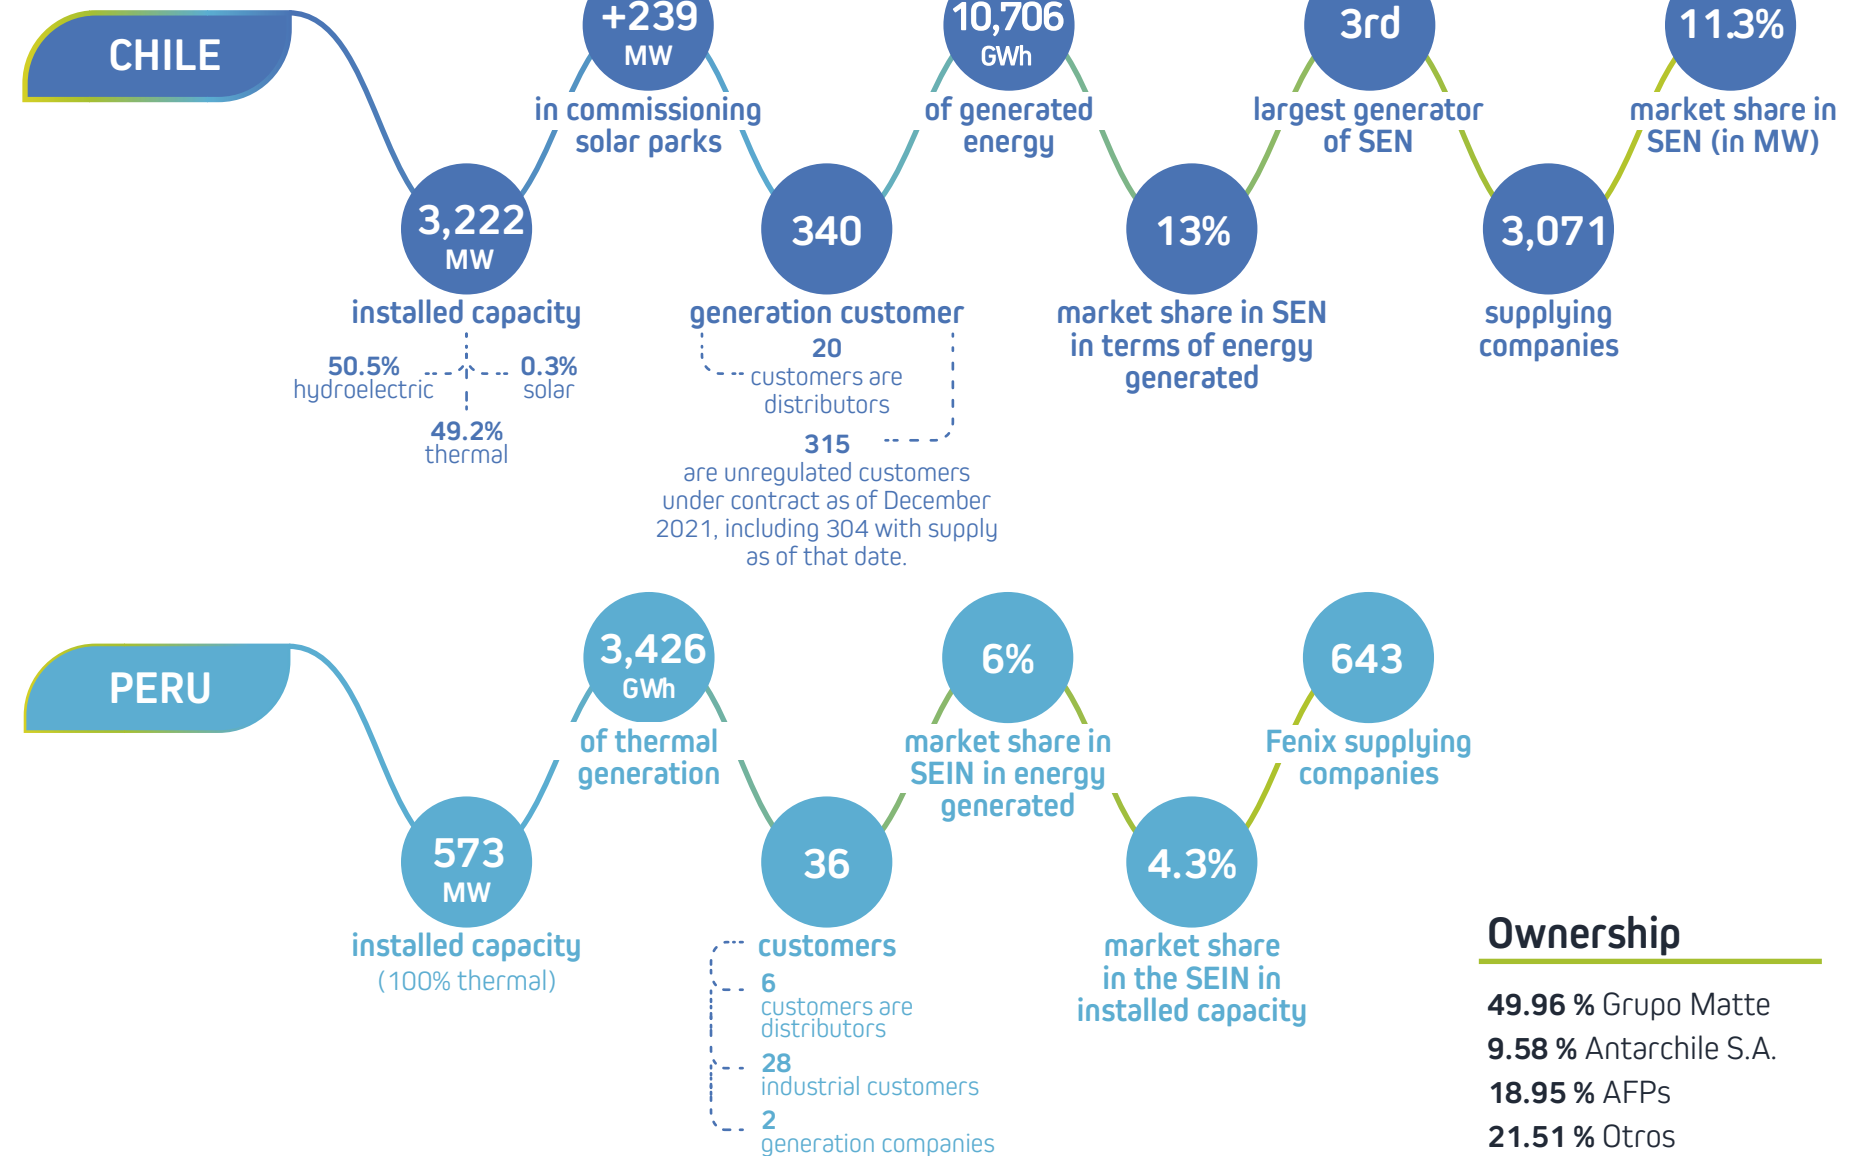 CHILE
3,222
MW
installed capacity
50.5%
hydroelectric
0.3%
solar
49.2%
thermal
+239
MW
in commissioning
solar parks
340
generation customer
20
customers are
distributors
315
are unregulated customers
under contract as of December
2021, including 304 with supply
as of that date.
10,706
GWh
of generated
energy
13%
market share in SEN
in terms of energy
generated
3rd
largest generator
of SEN
3,071
supplying
companies
11.3%
market share in
SEN (in MW)
PERU
573
MW
installed capacity
(100% thermal)
3,426
GWh
of thermal
generation
36
customers
6
customers are
distributors
28
industrial customers
2
generation companies
6%
market share in
SEIN in energy
generated
4.3%
market share
in the SEIN in
installed capacity
643
Fenix supplying
companies
Ownership
49.96 % Grupo Matte
9.58 % Antarchile S.A.
18.95 % AFPs
21.51 % Otros